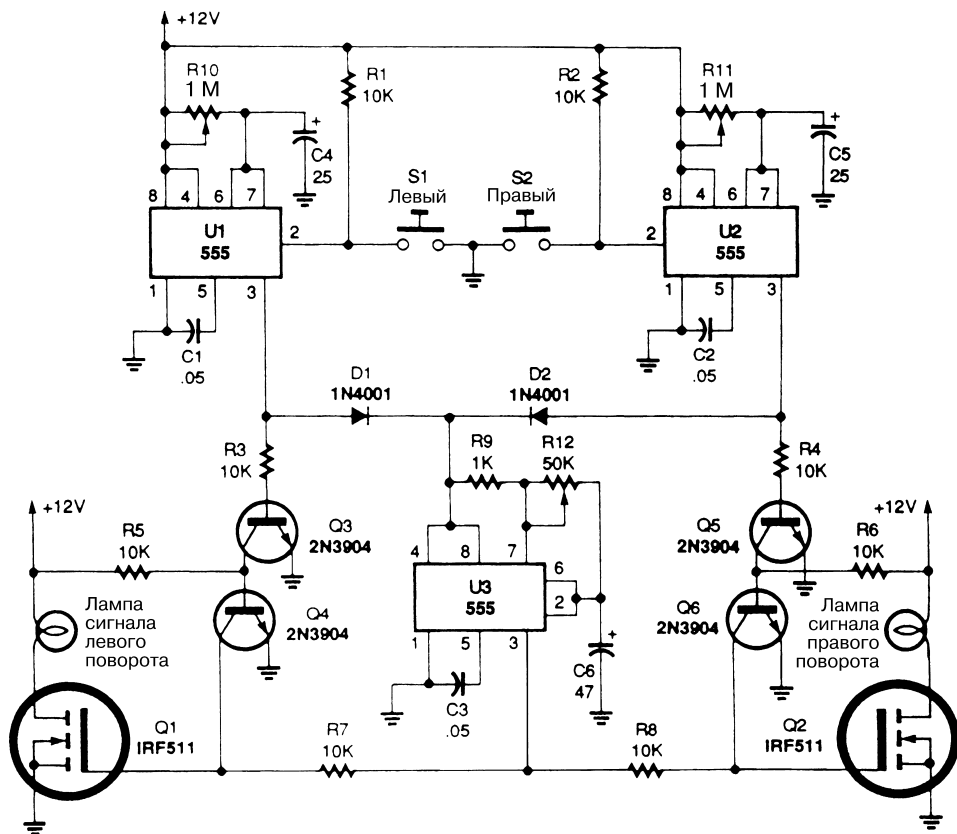 +12V
R10
1 M
R1
10K
R2
10K
R11
1 M
+
C4
25
+
C5
25
8
4
6
7
S1
Левый
S2
Правый
8
4
6
7
U1
555
2
2
U2
555
1
5
3
1
5
3
C1
.05
C2
.05
D1
1N4001
D2
1N4001
R3
10K
R9
1K
R12
50K
R4
10K
+12V
R5
10K
Q3
2N3904
4
8
7
6
2
U3
555
Q5
2N3904
R6
10K
+12V
Лампа
сигнала
левого
поворота
Q4
2N3904
1
5
3
+
C6
47
Q6
2N3904
Лампа
сигнала
правого
поворота
C3
.05
Q1
IRF511
R7
10K
R8
10K
Q2
IRF511